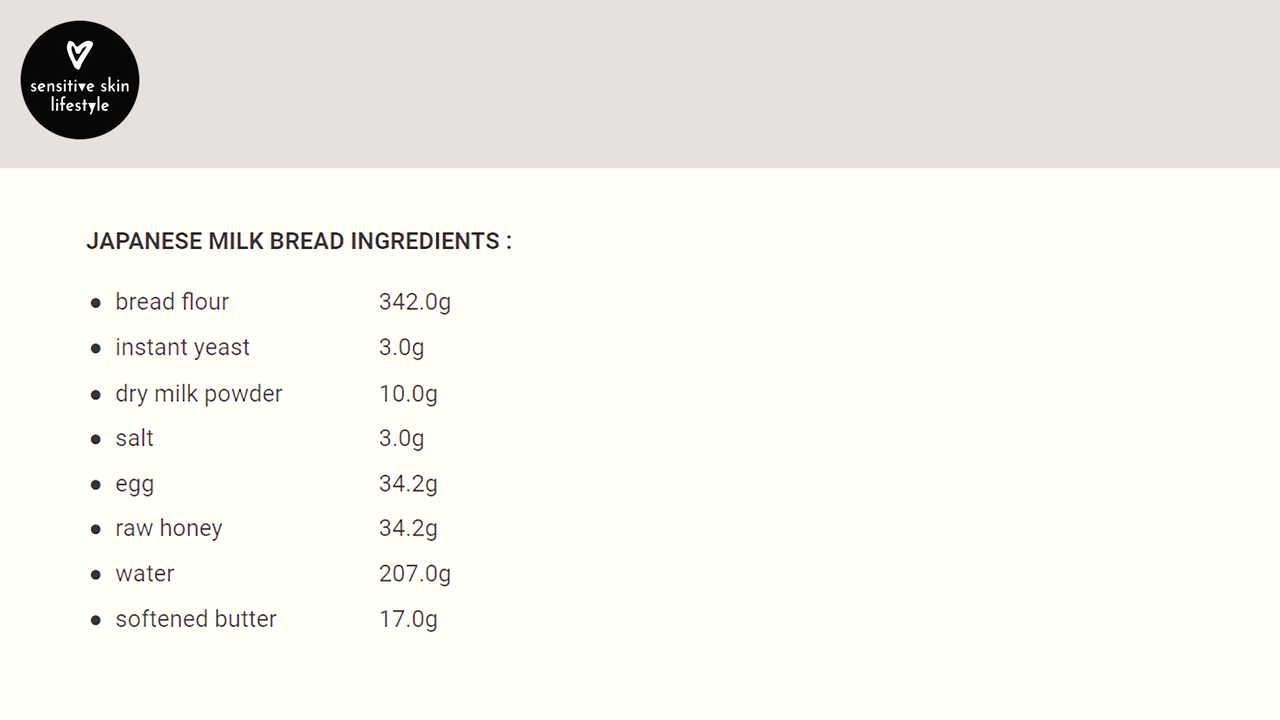 sensitive skin
lifestyle
JAPANESE MILK BREAD INGREDIENTS :
● bread flour 342.0g
● instant yeast 3.0g
● dry milk powder 10.0g
● salt 3.0g
● egg 34.2g
● raw honey 34.2g
● water 207.0g
● softened butter 17.0g